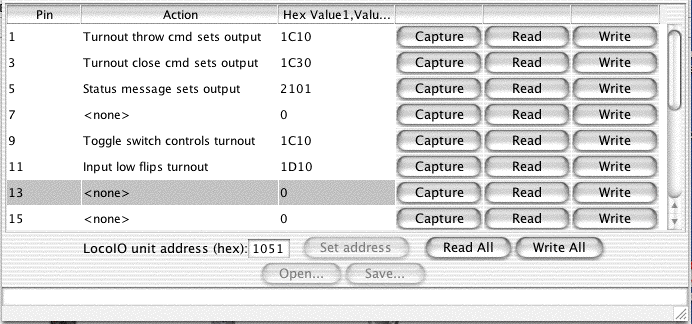 Pin Action Hex Value1,Valu...
1 Turnout throw cmd sets output 1C10 Capture Read Write
3 Turnout close cmd sets output 1C30 Capture Read Write
5 Status message sets output 2101 Capture Read Write
7 <none> 0 Capture Read Write
9 Toggle switch controls turnout 1C10 Capture Read Write
11 Input low flips turnout 1D10 Capture Read Write
13 <none> 0 Capture Read Write
15 <none> 0 Capture Read Write
LocoIO unit address (hex): 1051 Set address Read All Write All
Open... Save...